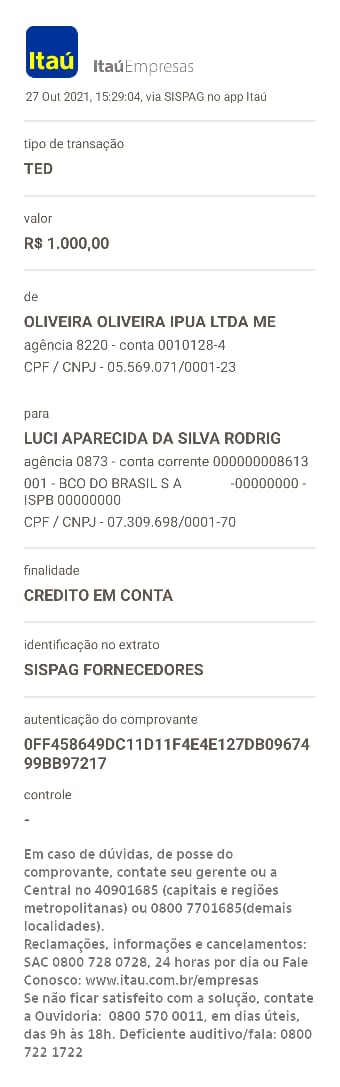 Itaú ItaúEmpresas
27 Out 2021, 15:29:04, via SISPAG no app Itaú
tipo de transação
TED
valor
R$ 1.000,00
de
OLIVEIRA OLIVEIRA IPUA LTDA ME
agência 8220 - conta 0010128-4
CPF / CNPJ - 05.569.071/0001-23
para
LUCI APARECIDA DA SILVA RODRIG
agência 0873 - conta corrente 000000008613
001 - BCO DO BRASIL S A -00000000 -
ISPB 00000000
CPF / CNPJ - 07.309.698/0001-70
finalidade
CREDITO EM CONTA
identificação no extrato
SISPAG FORNECEDORES
autenticação do comprovante
0FF458649DC11D11F4E4E127DB09674
99BB97217
controle
-
Em caso de dúvidas, de posse do
comprovante, contate seu gerente ou a
Central no 40901685 (capitais e regiões
metropolitanas) ou 0800 7701685(demais
localidades).
Reclamações, informações e cancelamentos:
SAC 0800 728 0728, 24 horas por dia ou Fale
Conosco: www.itau.com.br/empresas
Se não ficar satisfeito com a solução, contate
a Ouvidoria: 0800 570 0011, em dias úteis,
das 9h às 18h. Deficiente auditivo/fala: 0800
722 1722